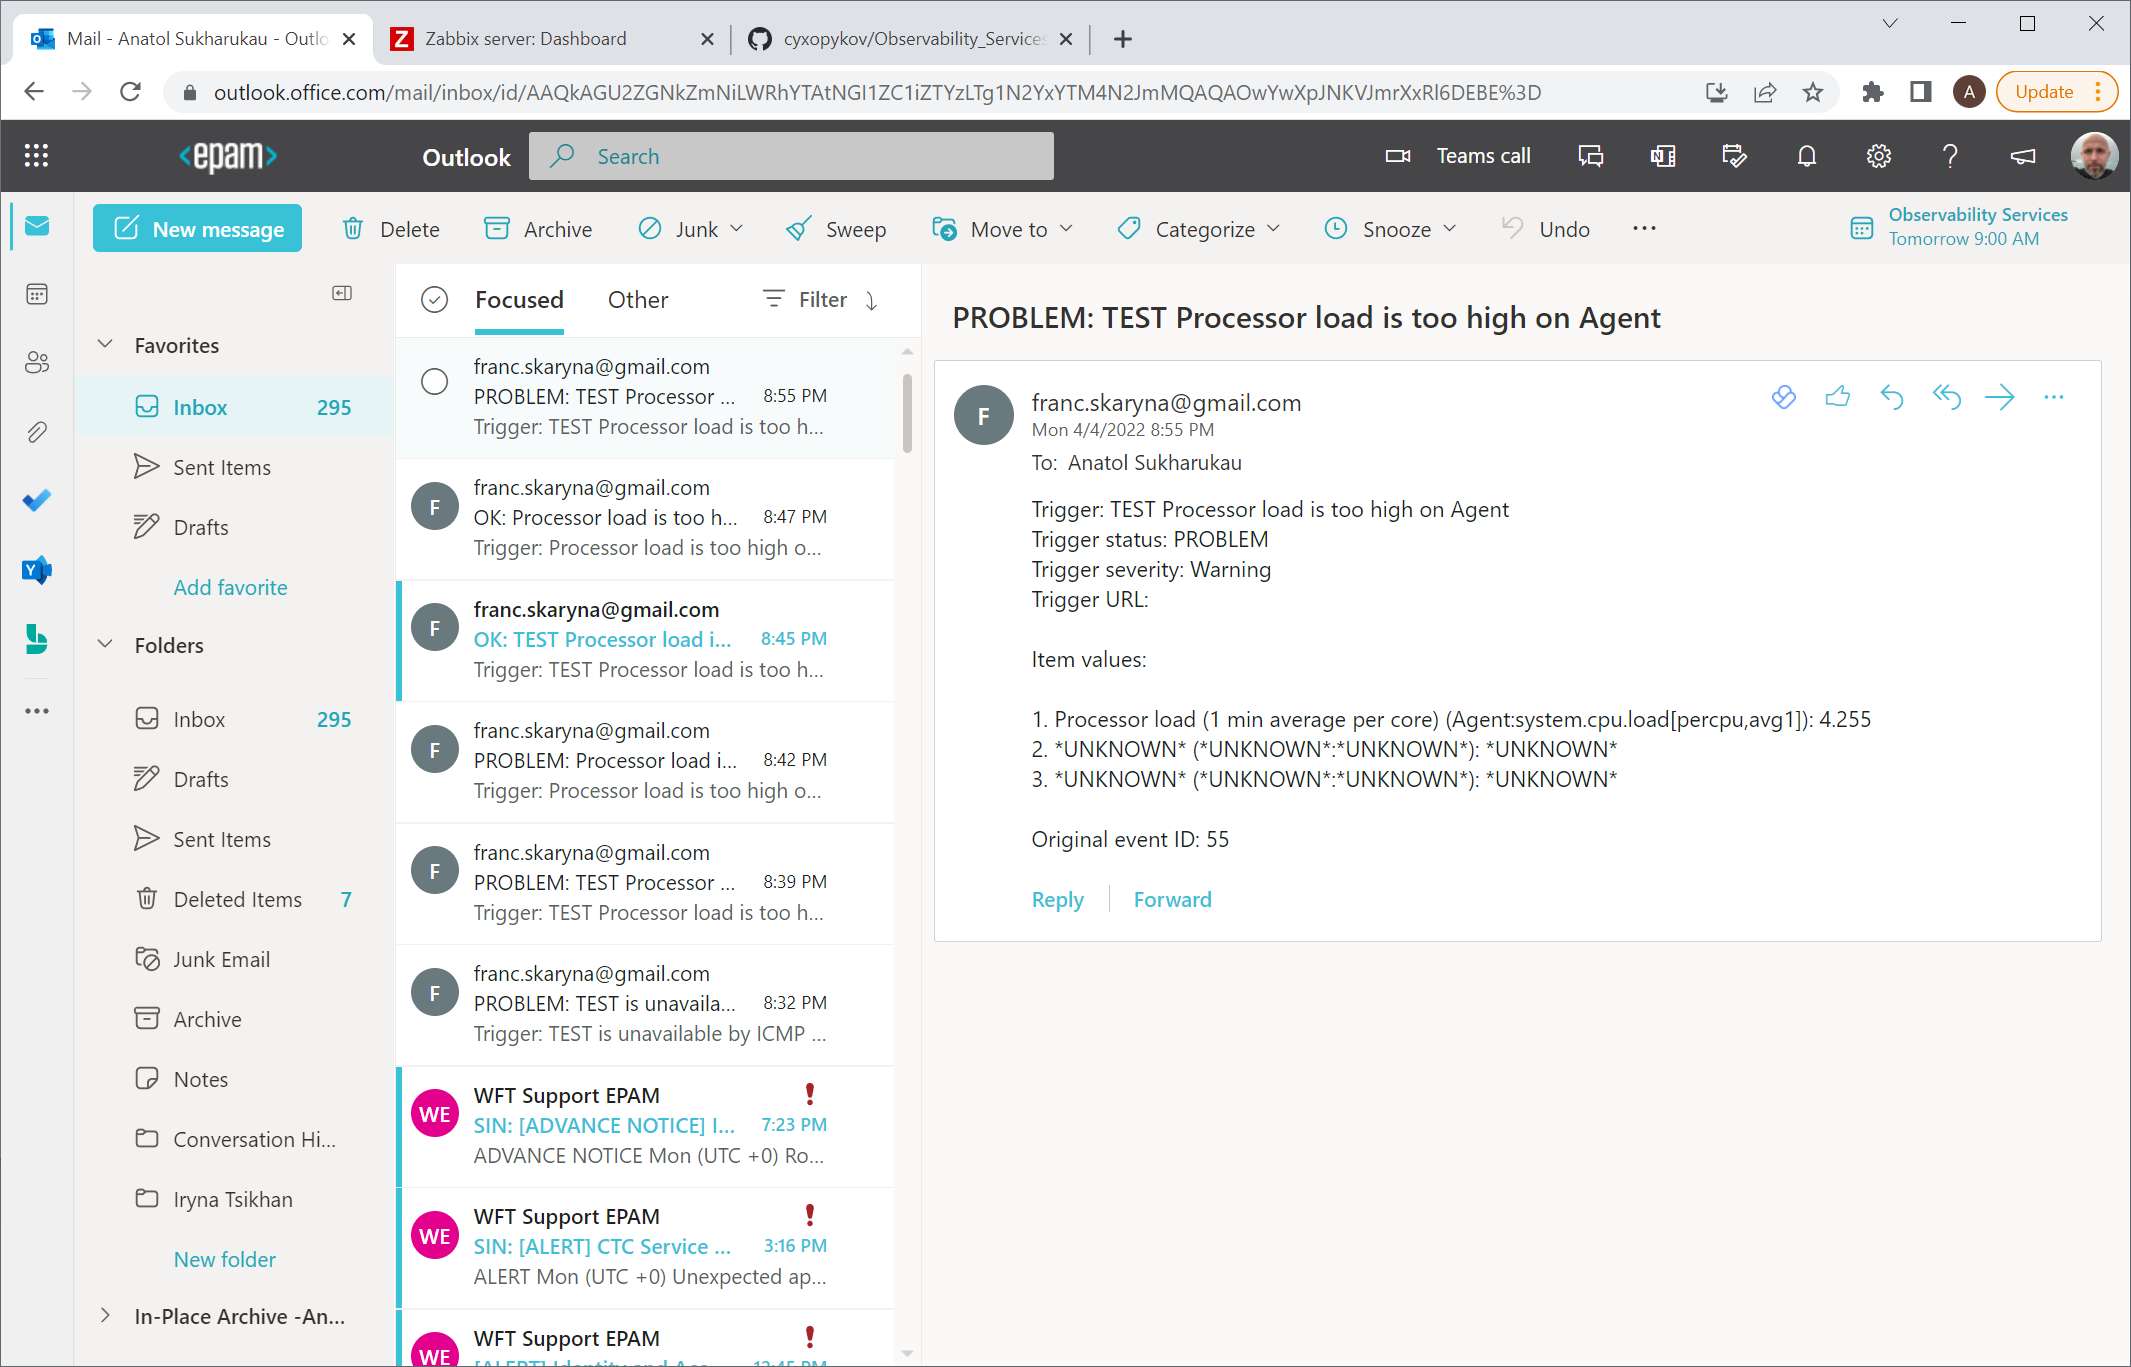 Mail - Anatol Sukharukau - Outlo
Zabbix server: Dashboard
cyxopykov/Observability_Services
outlook.office.com/mail/inbox/id/AAQkAGU2ZGNkZmNiLWRhYTAtNGI1ZC1iZTYzLTg1N2YxYTM4N2JmMQAQAOwYwXpJNKVJmrXxRl6DEBE%3D
A
Update
<epam>
Outlook
Search
Teams call
New message
Delete
Archive
Junk
Sweep
Move to
Categorize
Snooze
Undo
Observability Services
Tomorrow 9:00 AM
Favorites
Inbox 295
Sent Items
Drafts
Add favorite
Folders
Inbox 295
Drafts
Sent Items
Deleted Items 7
Junk Email
Archive
Notes
Conversation Hi...
Iryna Tsikhan
New folder
In-Place Archive -An...
Focused
Other
Filter
franc.skaryna@gmail.com
PROBLEM: TEST Processor ... 8:55 PM
Trigger: TEST Processor load is too h...
F
franc.skaryna@gmail.com
OK: Processor load is too h... 8:47 PM
Trigger: Processor load is too high o...
F
franc.skaryna@gmail.com
OK: TEST Processor load i... 8:45 PM
Trigger: TEST Processor load is too h...
F
franc.skaryna@gmail.com
PROBLEM: Processor load i... 8:42 PM
Trigger: Processor load is too high o...
F
franc.skaryna@gmail.com
PROBLEM: TEST Processor ... 8:39 PM
Trigger: TEST Processor load is too h...
F
franc.skaryna@gmail.com
PROBLEM: TEST is unavaila... 8:32 PM
Trigger: TEST is unavailable by ICMP ...
WE
WFT Support EPAM
SIN: [ADVANCE NOTICE] I... 7:23 PM
ADVANCE NOTICE Mon (UTC +0) Ro...
WE
WFT Support EPAM
SIN: [ALERT] CTC Service ... 3:16 PM
ALERT Mon (UTC +0) Unexpected ap...
WE
WFT Support EPAM
[ALERT] Identity and Acc... 12:45 PM
PROBLEM: TEST Processor load is too high on Agent
F
franc.skaryna@gmail.com
Mon 4/4/2022 8:55 PM
To: Anatol Sukharukau
Trigger: TEST Processor load is too high on Agent
Trigger status: PROBLEM
Trigger severity: Warning
Trigger URL:
Item values:
1. Processor load (1 min average per core) (Agent:system.cpu.load[percpu,avg1]): 4.255
2. *UNKNOWN* (*UNKNOWN*:*UNKNOWN*): *UNKNOWN*
3. *UNKNOWN* (*UNKNOWN*:*UNKNOWN*): *UNKNOWN*
Original event ID: 55
Reply
Forward